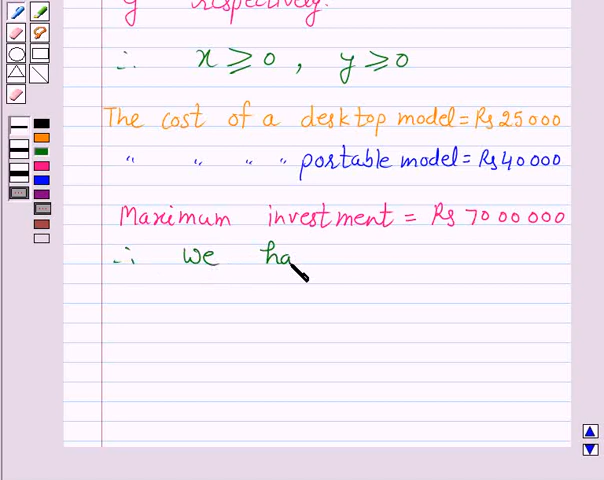 y respectively.
∴ x ⩾ 0 , y ⩾ 0
The cost of a desktop model = Rs 25000
" " " " portable model = Rs 40000
Maximum investment = Rs 70 00 000
∴ We ha